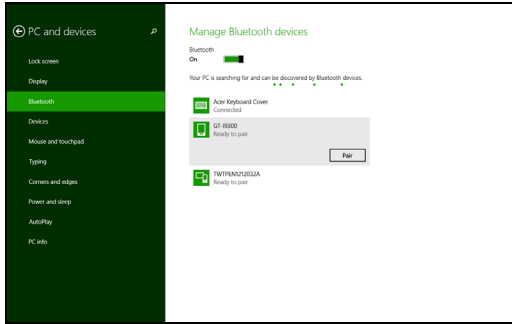 PC and devices
Lock screen
Display
Bluetooth
Devices
Mouse and touchpad
Typing
Corners and edges
Power and sleep
AutoPlay
PC info
Manage Bluetooth devices
Bluetooth
On
Your PC is searching for and can be discovered by Bluetooth devices.
Acer Keyboard Cover
Connected
GT-I9300
Ready to pair
Pair
TWTPEN1212032A
Ready to pair